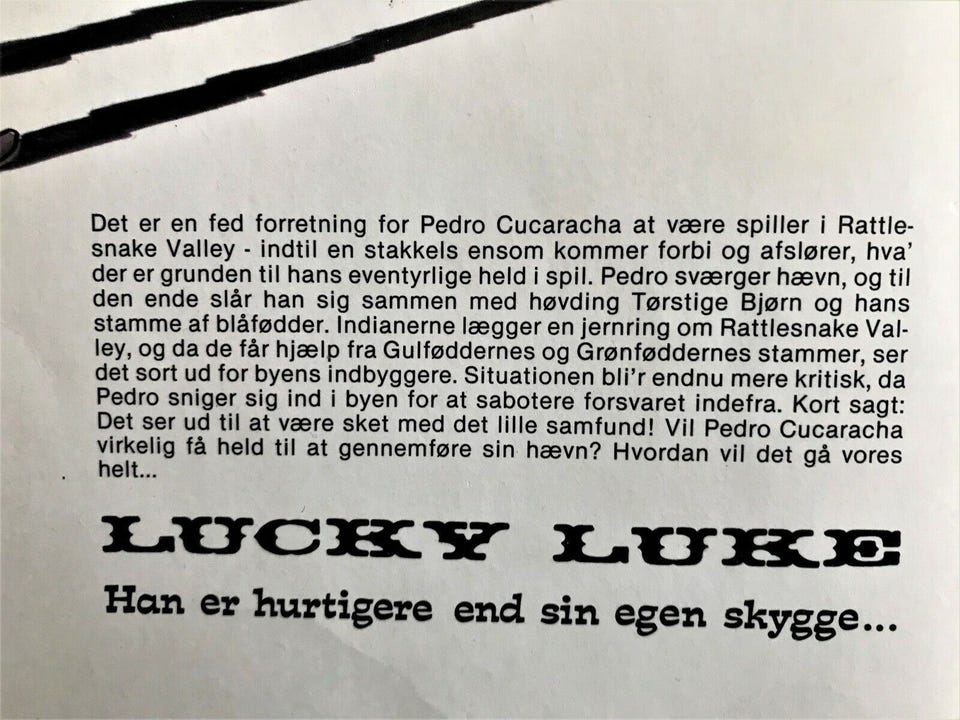 Det er en fed forretning for Pedro Cucaracha at være spiller i Rattle-
snake Valley - indtil en stakkels ensom kommer forbi og afslører, hva'
der er grunden til hans eventyrlige held i spil. Pedro sværger hævn, og til
den ende slår han sig sammen med høvding Tørstige Bjørn og hans
stamme af blåfødder. Indianerne lægger en jernring om Rattlesnake Val-
ley, og da de får hjælp fra Gulføddernes og Grønføddernes stammer, ser
det sort ud for byens indbyggere. Situationen bli'r endnu mere kritisk, da
Pedro sniger sig ind i byen for at sabotere forsvaret indefra. Kort sagt:
Det ser ud til at være sket med det lille samfund! Vil Pedro Cucaracha
virkelig få held til at gennemføre sin hævn? Hvordan vil det gå vores
helt...
LUCKY LUKE
Han er hurtigere end sin egen skygge...